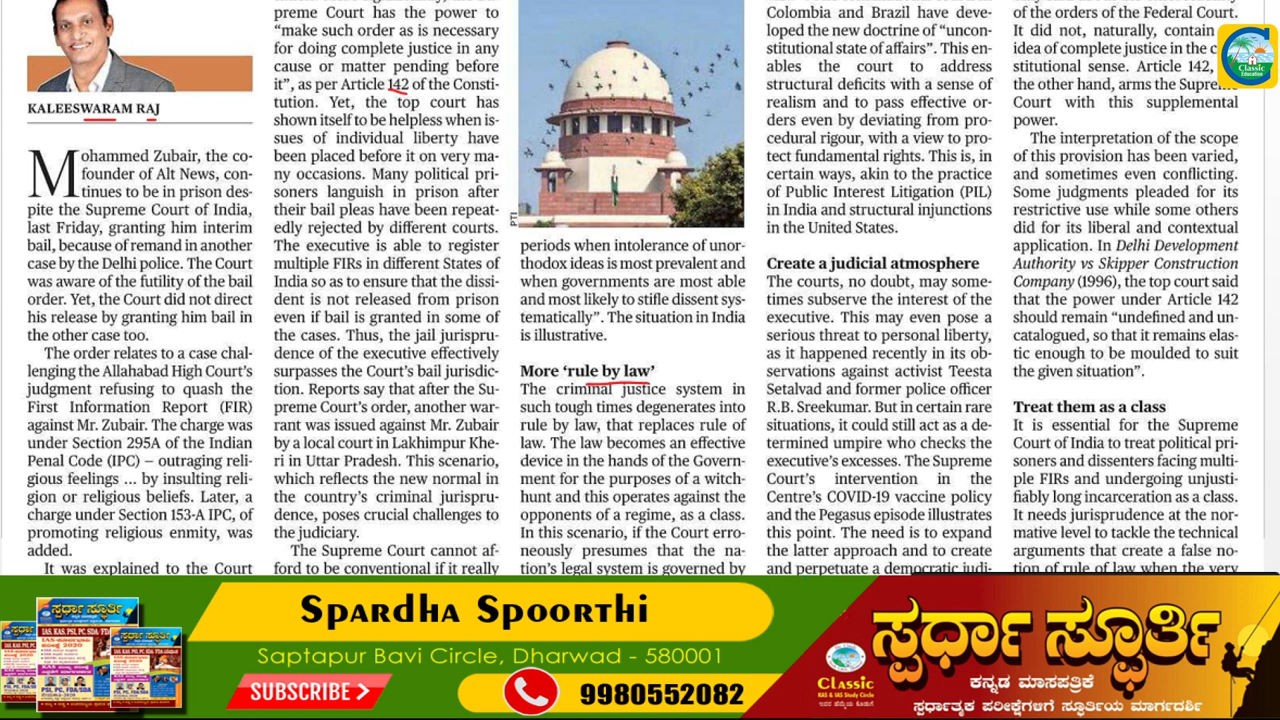 KALEESWARAM RAJ
Mohammed Zubair, the co-
founder of Alt News, con-
tinues to be in prison des-
pite the Supreme Court of India,
last Friday, granting him interim
bail, because of remand in another
case by the Delhi police. The Court
was aware of the futility of the bail
order. Yet, the Court did not direct
his release by granting him bail in
the other case too.
The order relates to a case chal-
lenging the Allahabad High Court's
judgment refusing to quash the
First Information Report (FIR)
against Mr. Zubair. The charge was
under Section 295A of the Indian
Penal Code (IPC) – outraging reli-
gious feelings ... by insulting reli-
gion or religious beliefs. Later, a
charge under Section 153-A IPC, of
promoting religious enmity, was
added.
It was explained to the Court
preme Court has the power to
“make such order as is necessary
for doing complete justice in any
cause or matter pending before
it”, as per Article 142 of the Consti-
tution. Yet, the top court has
shown itself to be helpless when is-
sues of individual liberty have
been placed before it on very ma-
ny occasions. Many political pri-
soners languish in prison after
their bail pleas have been repeat-
edly rejected by different courts.
The executive is able to register
multiple FIRs in different States of
India so as to ensure that the dissi-
dent is not released from prison
even if bail is granted in some of
the cases. Thus, the jail jurispru-
dence of the executive effectively
surpasses the Court's bail jurisdic-
tion. Reports say that after the Su-
preme Court's order, another war-
rant was issued against Mr. Zubair
by a local court in Lakhimpur Khe-
ri in Uttar Pradesh. This scenario,
which reflects the new normal in
the country's criminal jurispru-
dence, poses crucial challenges to
the judiciary.
The Supreme Court cannot af-
ford to be conventional if it really
PTI
periods when intolerance of unor-
thodox ideas is most prevalent and
when governments are most able
and most likely to stifle dissent sys-
tematically”. The situation in India
is illustrative.
More ‘rule by law’
The criminal justice system in
such tough times degenerates into
rule by law, that replaces rule of
law. The law becomes an effective
device in the hands of the Govern-
ment for the purposes of a witch-
hunt and this operates against the
opponents of a regime, as a class.
In this scenario, if the Court erro-
neously presumes that the na-
tion's legal system is governed by
Colombia and Brazil have deve-
loped the new doctrine of “uncon-
stitutional state of affairs”. This en-
ables the court to address
structural deficits with a sense of
realism and to pass effective or-
ders even by deviating from pro-
cedural rigour, with a view to pro-
tect fundamental rights. This is, in
certain ways, akin to the practice
of Public Interest Litigation (PIL)
in India and structural injunctions
in the United States.
Create a judicial atmosphere
The courts, no doubt, may some-
times subserve the interest of the
executive. This may even pose a
serious threat to personal liberty,
as it happened recently in its ob-
servations against activist Teesta
Setalvad and former police officer
R.B. Sreekumar. But in certain rare
situations, it could still act as a de-
termined umpire who checks the
executive's excesses. The Supreme
Court's intervention in the
Centre's COVID-19 vaccine policy
and the Pegasus episode illustrates
this point. The need is to expand
the latter approach and to create
and perpetuate a democratic judi-
of the orders of the Federal Court.
It did not, naturally, contain
idea of complete justice in the
stitutional sense. Article 142,
the other hand, arms the Supreme
Court with this supplemental
power.
The interpretation of the scope
of this provision has been varied,
and sometimes even conflicting.
Some judgments pleaded for its
restrictive use while some others
did for its liberal and contextual
application. In Delhi Development
Authority vs Skipper Construction
Company (1996), the top court said
that the power under Article 142
should remain “undefined and un-
catalogued, so that it remains elas-
tic enough to be moulded to suit
the given situation”.
Treat them as a class
It is essential for the Supreme
Court of India to treat political pri-
soners and dissenters facing multi-
ple FIRs and undergoing unjusti-
fiably long incarceration as a class.
It needs jurisprudence at the nor-
mative level to tackle the technical
arguments that create a false no-
tion of rule of law when the very
Classic
Education
Spardha Spoorthi
Saptapur Bavi Circle, Dharwad - 580001
SUBSCRIBE
9980552082
ಸ್ಪರ್ಧಾ ಸ್ಫೂರ್ತಿ
Classic
KAS & IAS Study Circle
ಕನ್ನಡ ಮಾಸಪತ್ರಿಕೆ
ಸ್ಪರ್ಧಾತ್ಮಕ ಪರೀಕ್ಷೆಗಳಿಗೆ ಸ್ಫೂರ್ತಿಯ ಮಾರ್ಗದರ್ಶಿ